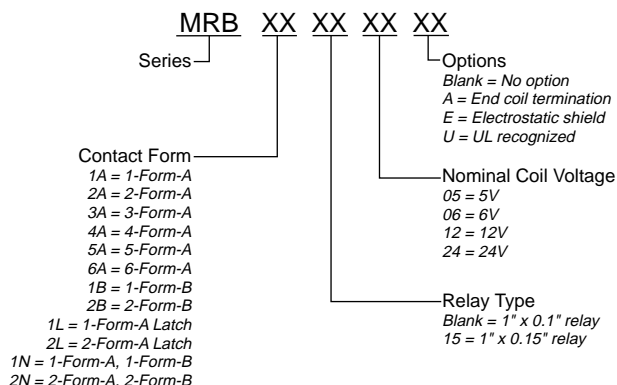 MRB XX XX XX XX
Series
Options
Blank = No option
A = End coil termination
E = Electrostatic shield
U = UL recognized
Contact Form
1A = 1-Form-A
2A = 2-Form-A
3A = 3-Form-A
4A = 4-Form-A
5A = 5-Form-A
6A = 6-Form-A
1B = 1-Form-B
2B = 2-Form-B
1L = 1-Form-A Latch
2L = 2-Form-A Latch
1N = 1-Form-A, 1-Form-B
2N = 2-Form-A, 2-Form-B
Nominal Coil Voltage
05 = 5V
06 = 6V
12 = 12V
24 = 24V
Relay Type
Blank = 1" x 0.1" relay
15 = 1" x 0.15" relay